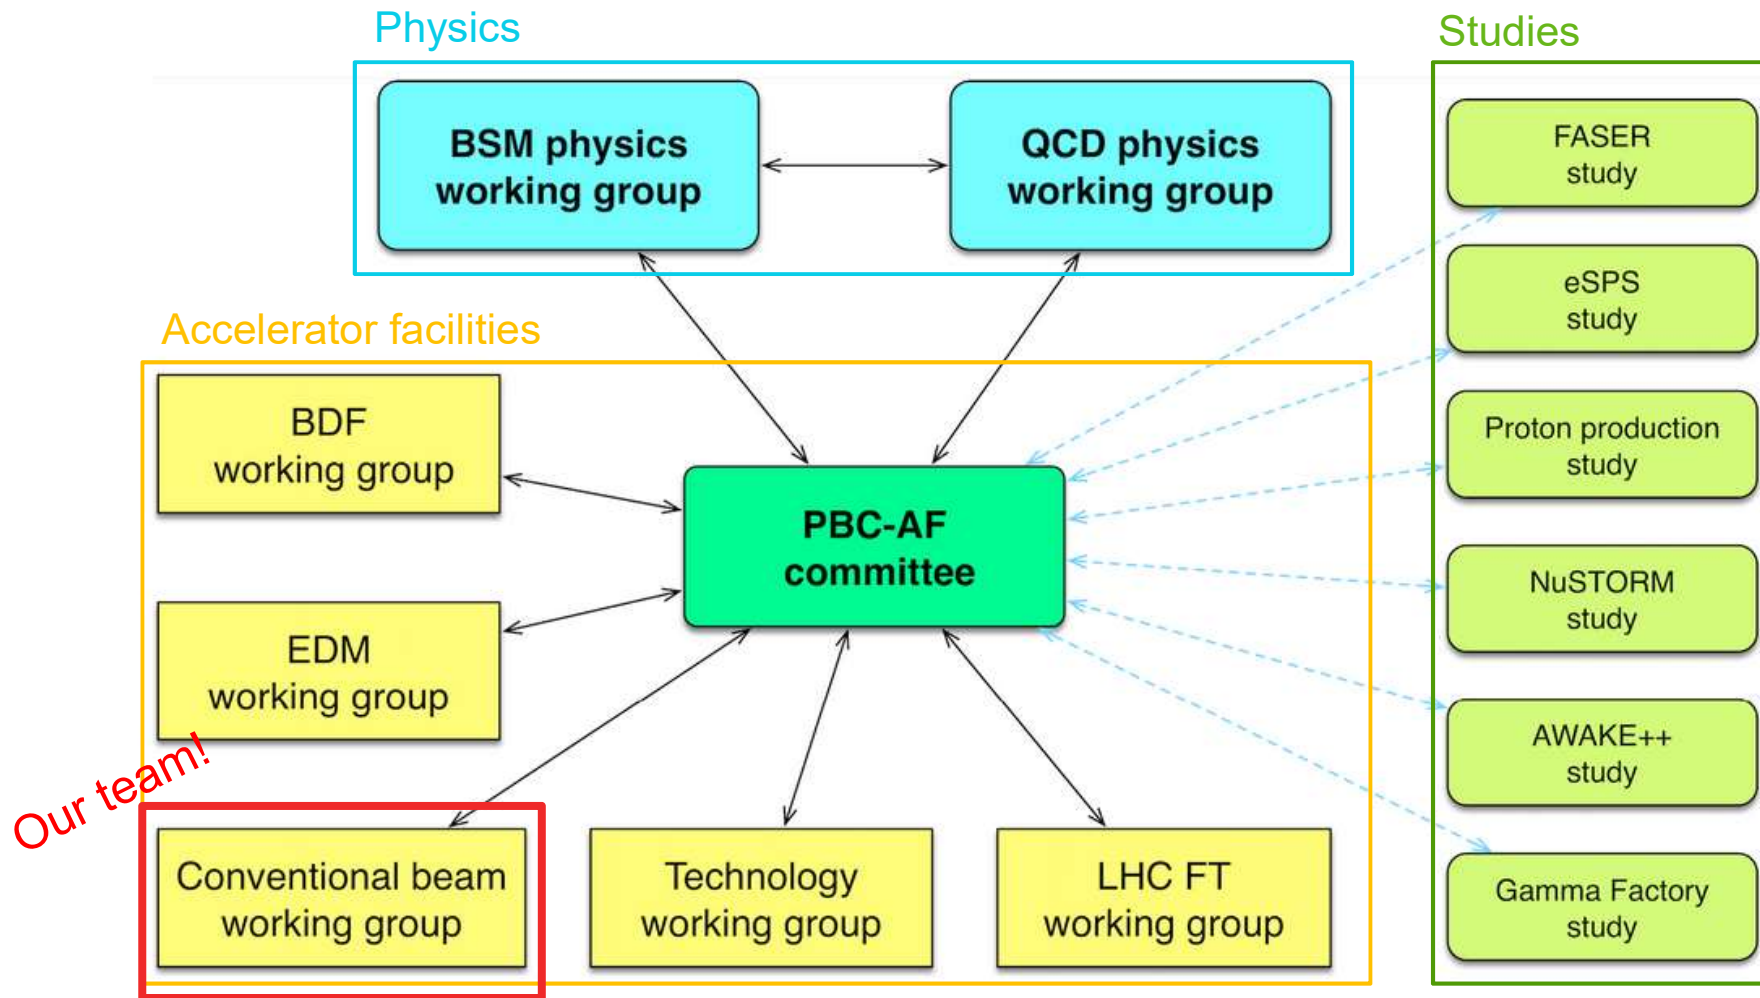 Physics
Studies
BSM physics
working group
QCD physics
working group
FASER
study
eSPS
study
Accelerator facilities
BDF
working group
Proton production
study
PBC-AF
committee
NuSTORM
study
EDM
working group
AWAKE++
study
Our team!
Conventional beam
working group
Technology
working group
LHC FT
working group
Gamma Factory
study